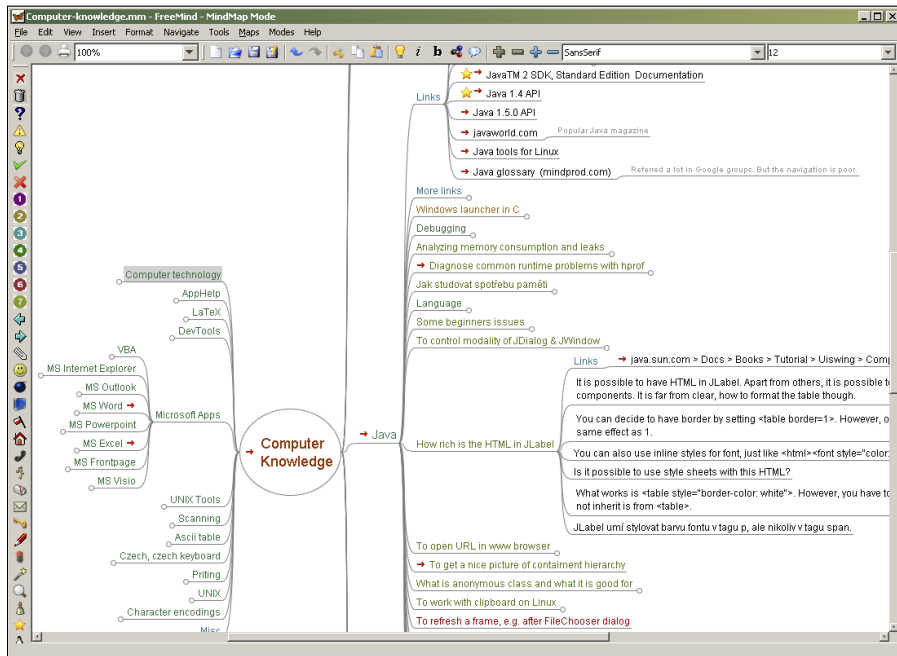 Computer-knowledge.mm - FreeMind - MindMap Mode
File Edit View Insert Format Navigate Tools Maps Modes Help
100%
SansSerif
12
JavaTM 2 SDK, Standard Edition Documentation
Links
Java 1.4 API
Java 1.5.0 API
javaworld.com
Popular Java magazine
Java tools for Linux
Java glossary (mindprod.com)
Referred a lot in Google groups. But the navigation is poor.
More links
Windows launcher in C
Debugging
Analyzing memory consumption and leaks
Diagnose common runtime problems with hprof
Jak studovat spotřebu paměti
Language
Some beginners issues
To control modality of JDialog & JWindow
Computer technology
AppHelp
LaTeX
DevTools
VBA
MS Internet Explorer
MS Outlook
MS Word
MS Powerpoint
MS Excel
MS Frontpage
MS Visio
Microsoft Apps
Computer
Knowledge
Java
How rich is the HTML in JLabel
Links
java.sun.com > Docs > Books > Tutorial > Uiswing > Comp
It is possible to have HTML in JLabel. Apart from others, it is possible to
components. It is far from clear, how to format the table though.
You can decide to have border by setting <table border=1>. However, o
same effect as 1.
You can also use inline styles for font, just like <html><font style="color:
Is it possible to use style sheets with this HTML?
What works is <table style="border-color: white">. However, you have to
not inherit is from <table>.
JLabel umí stylovat barvu fontu v tagu p, ale nikoliv v tagu span.
UNIX Tools
Scanning
Ascii table
Czech, czech keyboard
Priting
UNIX
Character encodings
Misc
To open URL in www browser
To get a nice picture of contaiment hierarchy
What is anonymous class and what it is good for
To work with clipboard on Linux
To refresh a frame, e.g. after FileChooser dialog